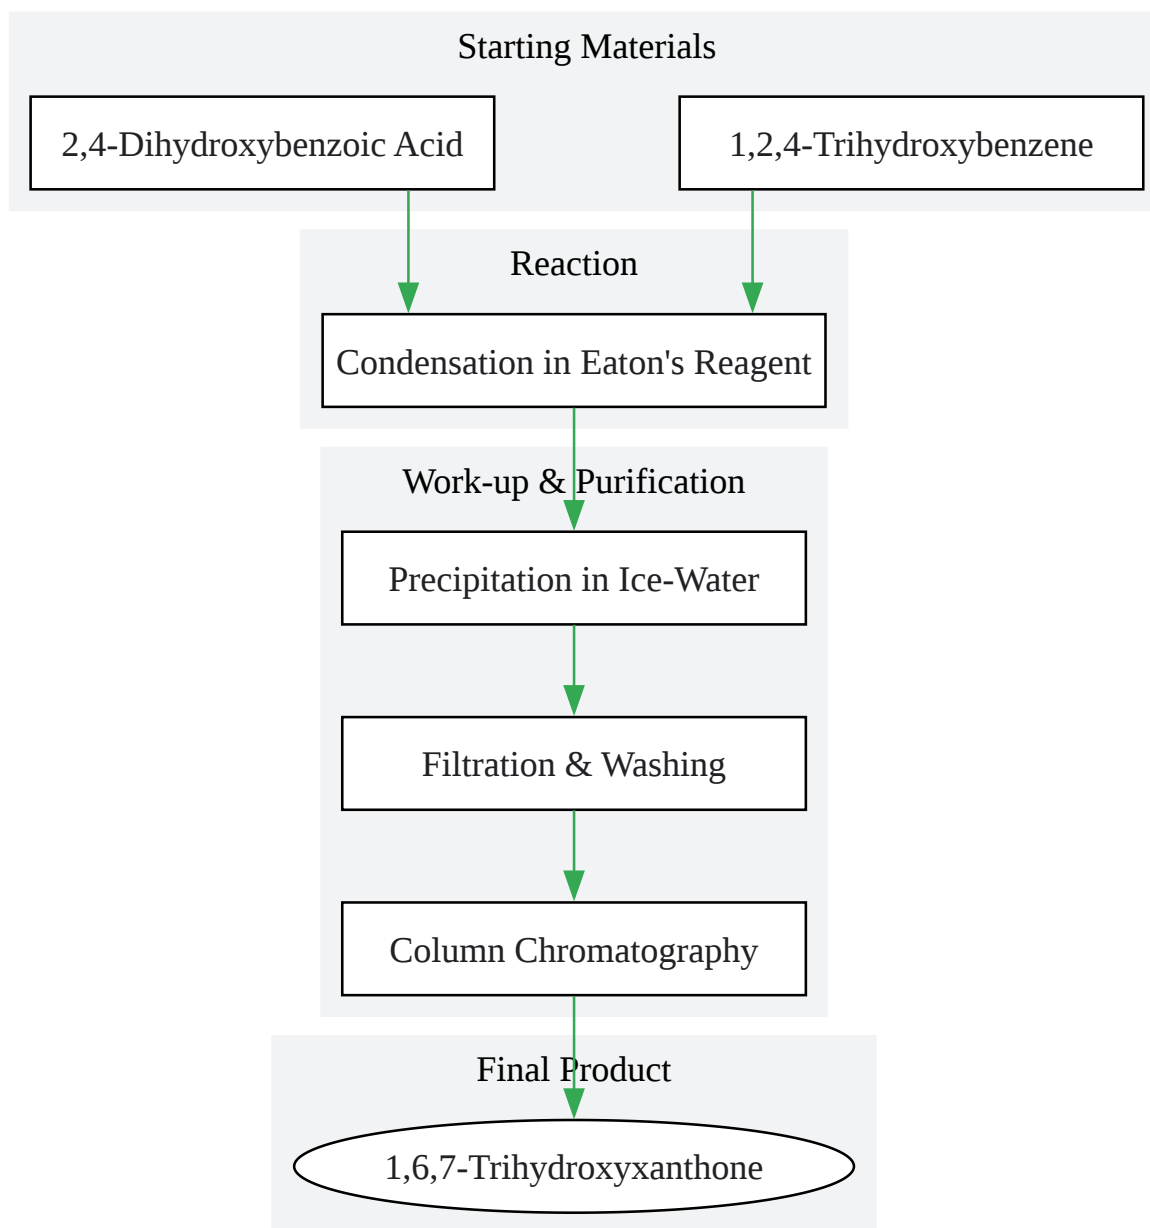 Starting Materials
2,4-Dihydroxybenzoic Acid
1,2,4-Trihydroxybenzene
Reaction
Condensation in Eaton's Reagent
Work-up & Purification
Precipitation in Ice-Water
Filtration & Washing
Column Chromatography
Final Product
1,6,7-Trihydroxyxanthone